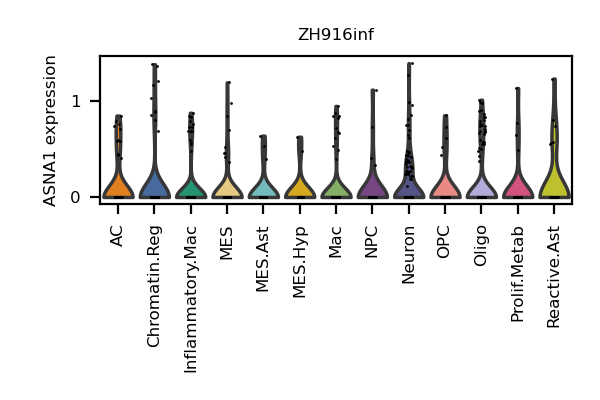 ZH916inf
ASNA1 expression
1
0
AC
Chromatin.Reg
Inflammatory.Mac
MES
MES.Ast
MES.Hyp
Mac
NPC
Neuron
OPC
Oligo
Prolif.Metab
Reactive.Ast